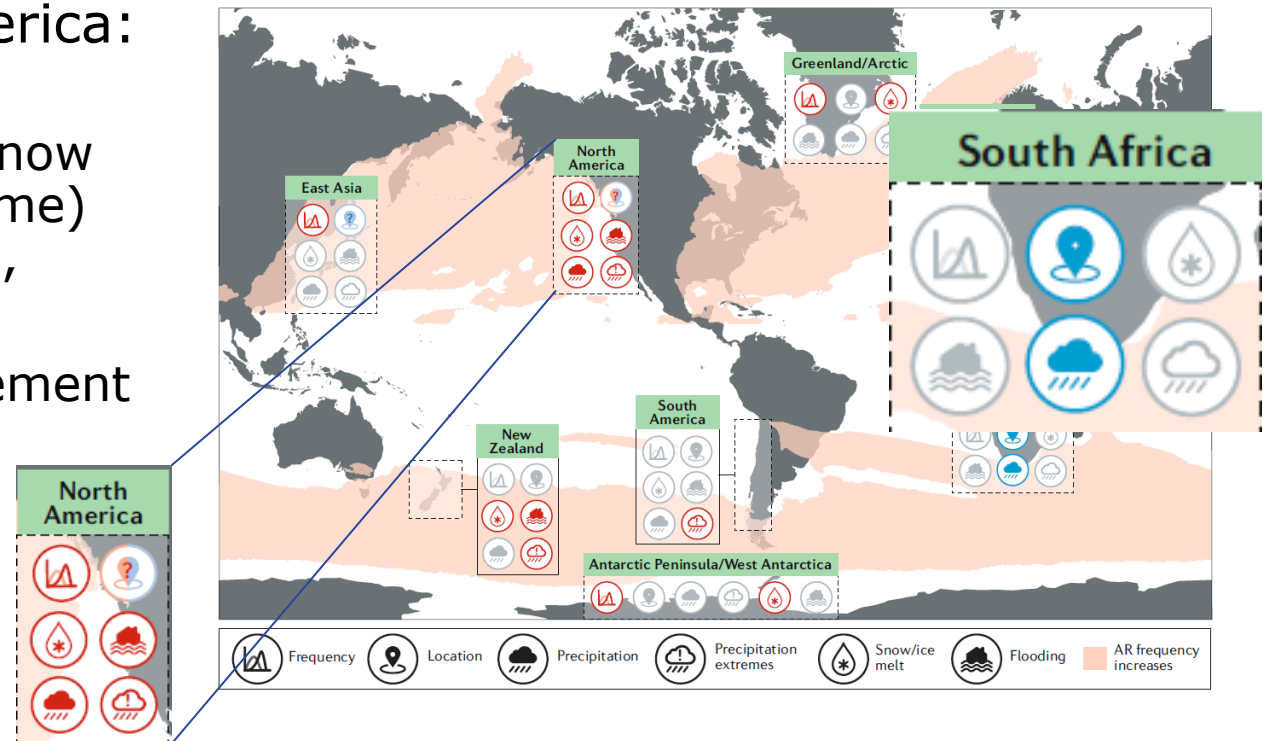 erica:
now
me)
,
ement
Greenland/Arctic
South Africa
North
America
?
East Asia
?
South
America
!
New
Zealand
!
North
America
?
!
Antarctic Peninsula/West Antarctica
Frequency
Location
Precipitation
! Precipitation
extremes
Snow/ice
melt
Flooding
AR frequency
increases